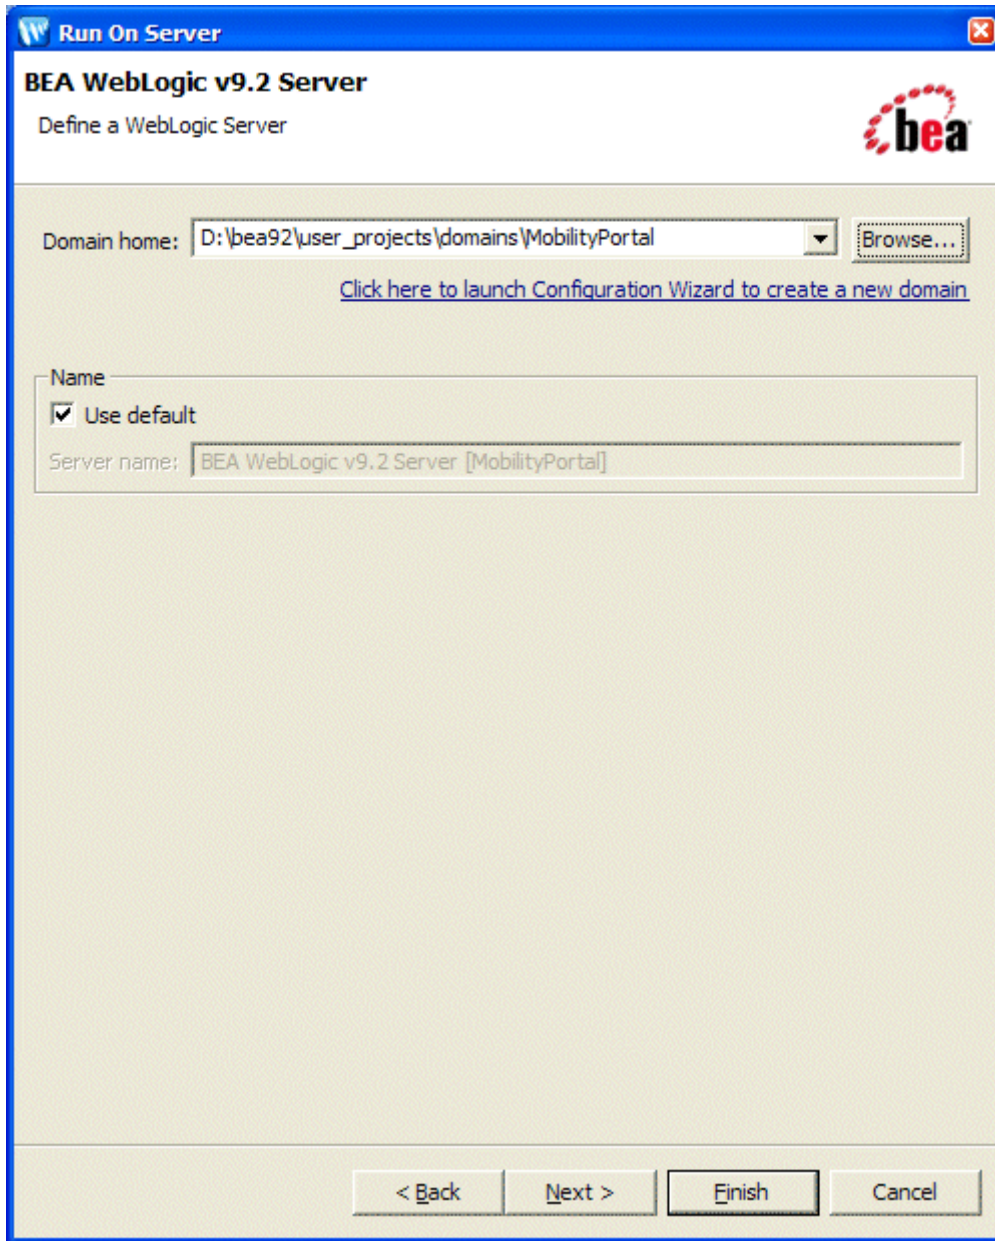 Run On Server
BEA WebLogic v9.2 Server
Define a WebLogic Server
bea
Domain home: D:\bea92\user_projects\domains\MobilityPortal Browse...
Click here to launch Configuration Wizard to create a new domain
Name
Use default
Server name: BEA WebLogic v9.2 Server [MobilityPortal]
< Back Next > Finish Cancel